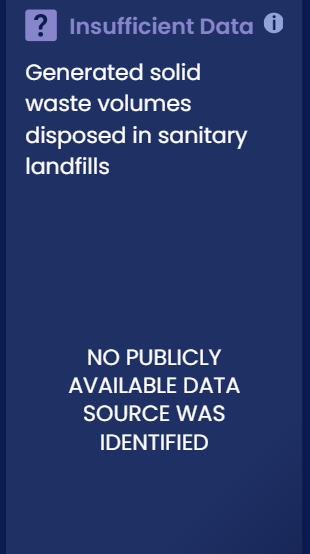 ? Insufficient Data i
Generated solid
waste volumes
disposed in sanitary
landfills
NO PUBLICLY
AVAILABLE DATA
SOURCE WAS
IDENTIFIED